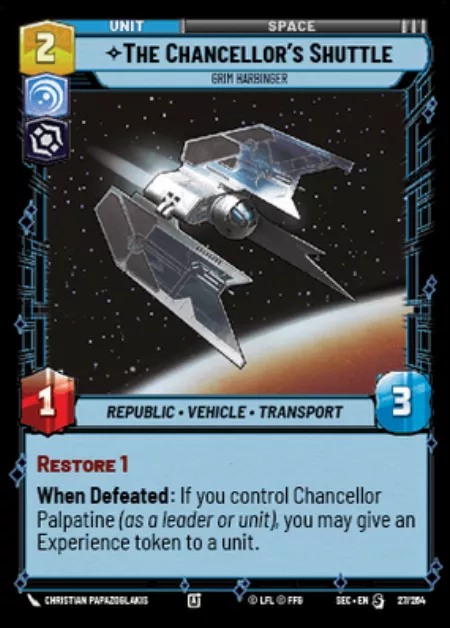 UNIT SPACE
2 THE CHANCELLOR'S SHUTTLE
GRIM HARBINGER
1 REPUBLIC • VEHICLE • TRANSPORT 3
RESTORE 1
When Defeated: If you control Chancellor
Palpatine (as a leader or unit), you may give an
Experience token to a unit.
CHRISTIAN PAPAZOGLAKIS A © LFL © FFG SEC • EN 27/264